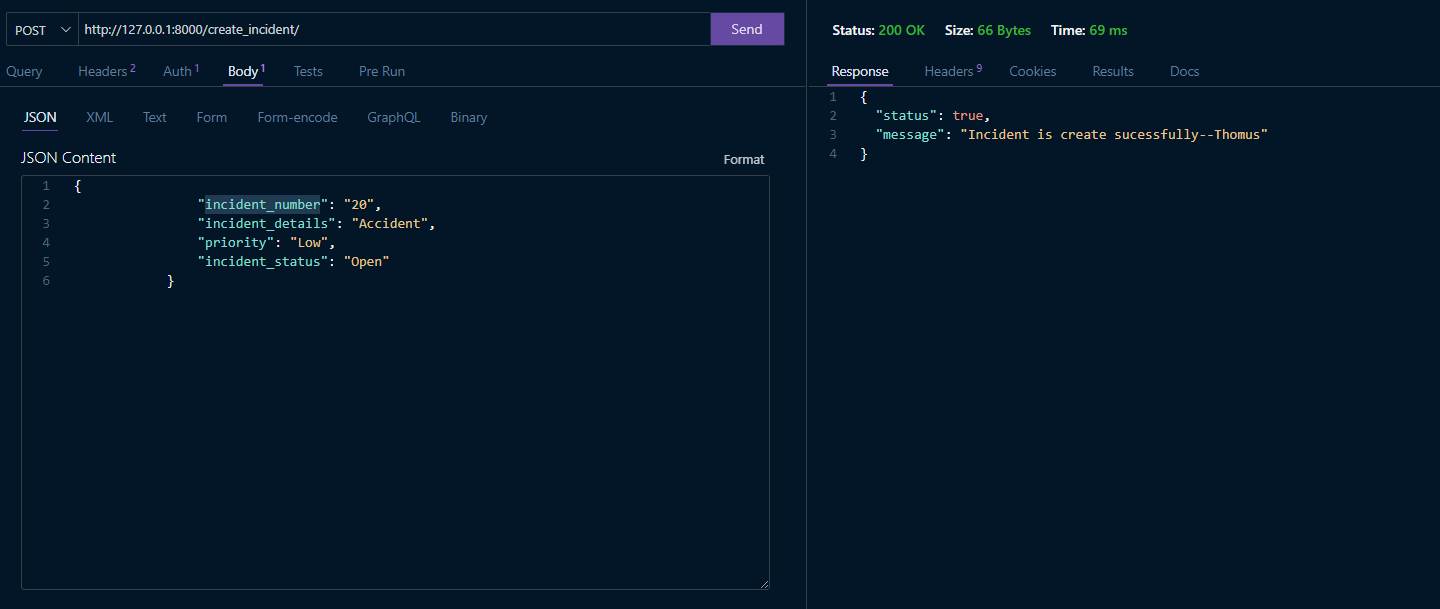 POST http://127.0.0.1:8000/create_incident/ Send
Query Headers 2 Auth 1 Body 1 Tests Pre Run
JSON XML Text Form Form-encode GraphQL Binary
JSON Content Format
1 {
2 "incident_number": "20",
3 "incident_details": "Accident",
4 "priority": "Low",
5 "incident_status": "Open"
6 }
Status: 200 OK Size: 66 Bytes Time: 69 ms
Response Headers 9 Cookies Results Docs
1 {
2 "status": true,
3 "message": "Incident is create sucessfully--Thomus"
4 }